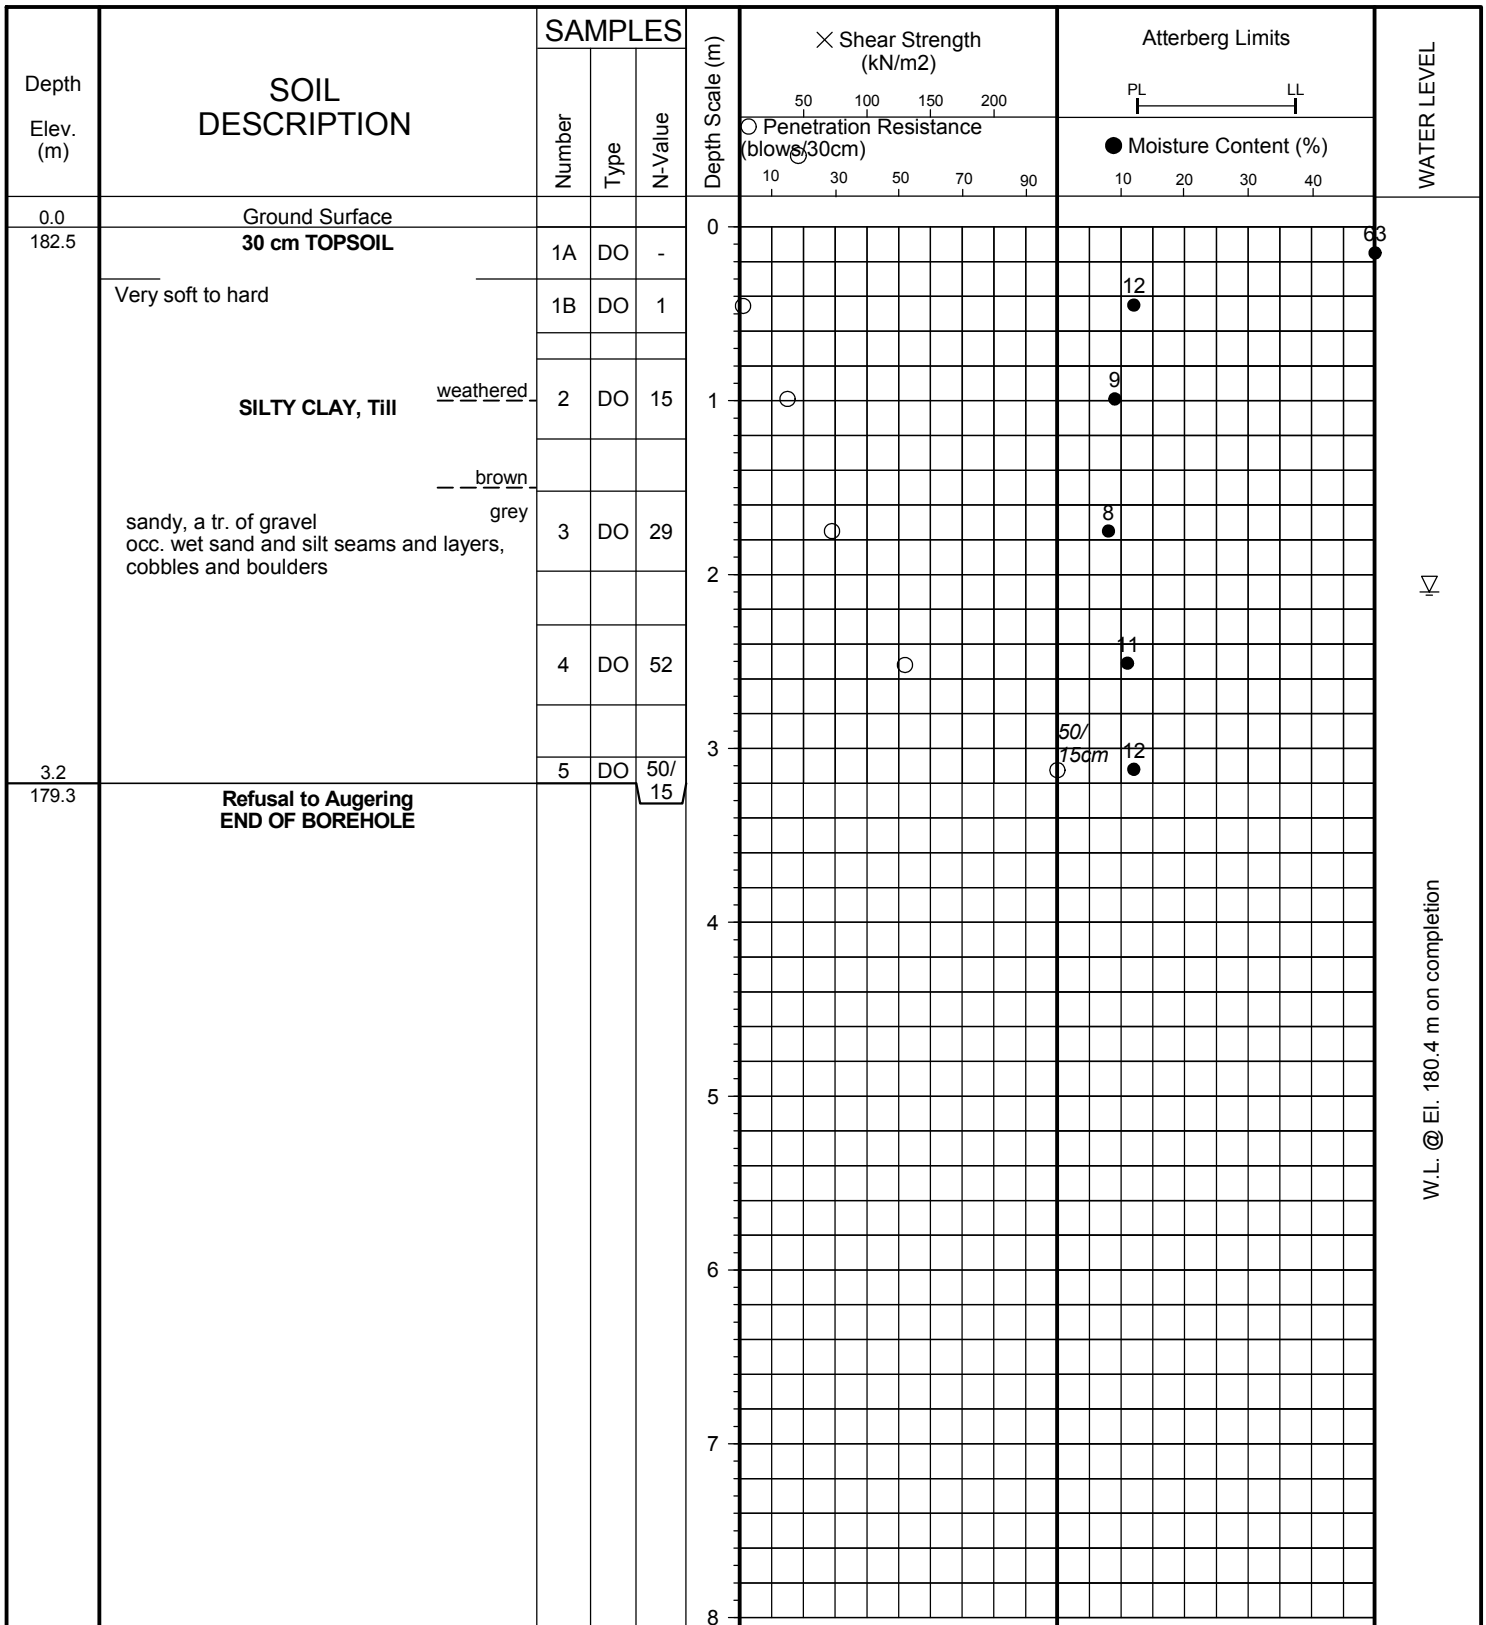 Depth
Elev.
(m)
SOIL
DESCRIPTION
SAMPLES
Number
Type
N-Value
Depth Scale (m)
× Shear Strength
(kN/m2)
50 100 150 200
Penetration Resistance
(blows/30cm)
10 30 50 70 90
Atterberg Limits
PL LL
Moisture Content (%)
10 20 30 40
WATER LEVEL
0.0 Ground Surface
182.5 30 cm TOPSOIL
1A DO -
0
63
Very soft to hard
1B DO 1
12
weathered
SILTY CLAY, Till
2 DO 15
1
9
brown
grey
sandy, a tr. of gravel
occ. wet sand and silt seams and layers,
cobbles and boulders
3 DO 29
8
2
4 DO 52
11
3
50/
15cm
12
5 DO 50/
15
3.2
179.3
Refusal to Augering
END OF BOREHOLE
4
5
6
7
8
W.L. @ El. 180.4 m on completion